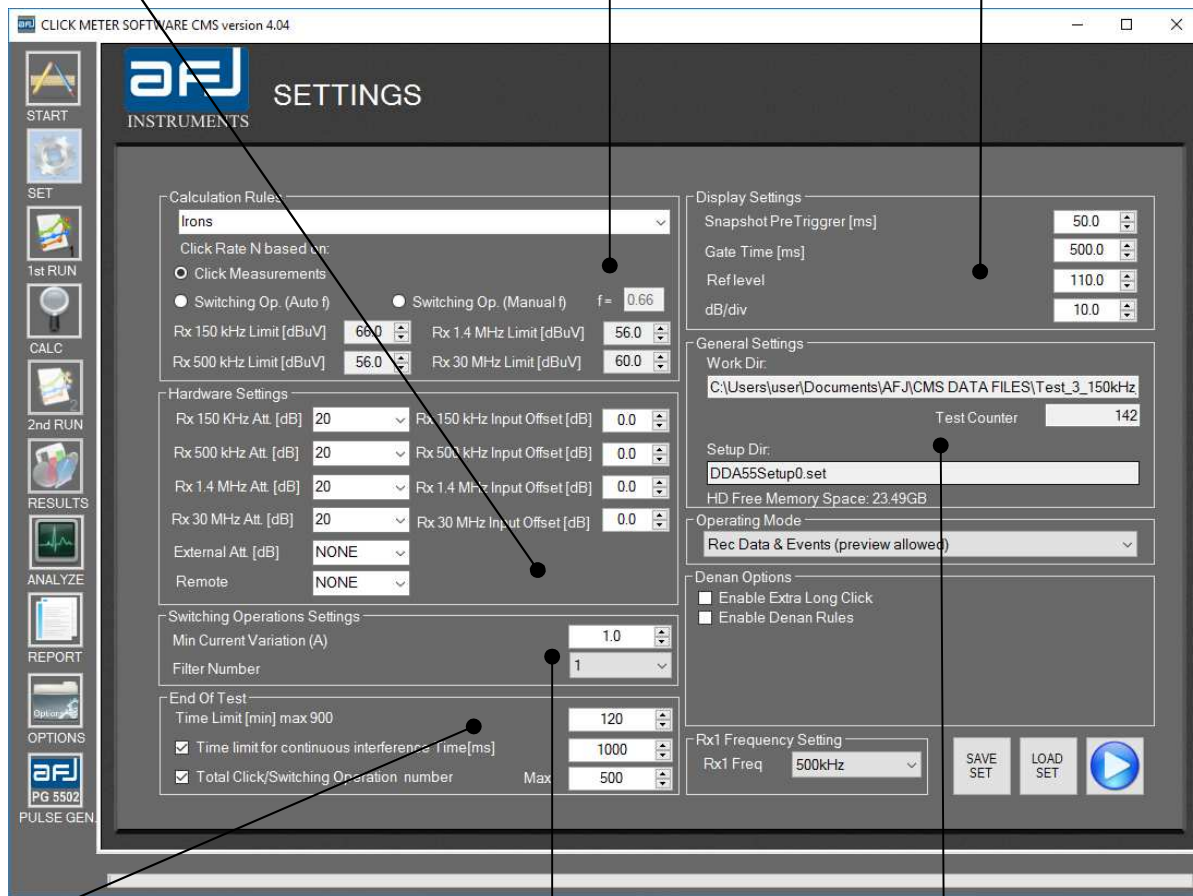 CLICK METER SOFTWARE CMS version 4.04
START
SET
1st RUN
CALC
2nd RUN
RESULTS
ANALYZE
REPORT
Options
OPTIONS
aFJ
PG 5502
PULSE GEN.
aFJ
INSTRUMENTS
SETTINGS
Calculation Rules
Irons
Click Rate N based on:
Click Measurements
Switching Op. (Auto f) Switching Op. (Manual f) f= 0.66
Rx 150 kHz Limit [dBuV] 66.0 Rx 1.4 MHz Limit [dBuV] 56.0
Rx 500 kHz Limit [dBuV] 56.0 Rx 30 MHz Limit [dBuV] 60.0
Hardware Settings
Rx 150 KHz Att. [dB] 20 Rx 150 kHz Input Offset [dB] 0.0
Rx 500 kHz Att. [dB] 20 Rx 500 kHz Input Offset [dB] 0.0
Rx 1.4 MHz Att. [dB] 20 Rx 1.4 MHz Input Offset [dB] 0.0
Rx 30 MHz Att. [dB] 20 Rx 30 MHz Input Offset [dB] 0.0
External Att. [dB] NONE
Remote NONE
Switching Operations Settings
Min Current Variation (A) 1.0
Filter Number 1
End Of Test
Time Limit [min] max 900 120
Time limit for continuous interference Time[ms] 1000
Total Click/Switching Operation number Max 500
Display Settings
Snapshot PreTriggrer [ms] 50.0
Gate Time [ms] 500.0
Ref level 110.0
dB/div 10.0
General Settings
Work Dir:
C:\Users\user\Documents\AFJ\CMS DATA FILES\Test_3_150kHz_
Test Counter 142
Setup Dir:
DDA55Setup0.set
HD Free Memory Space: 23.49GB
Operating Mode
Rec Data & Events (preview allowed)
Denan Options
Enable Extra Long Click
Enable Denan Rules
Rx1 Frequency Setting
Rx1 Freq 500kHz
SAVE SET
LOAD SET